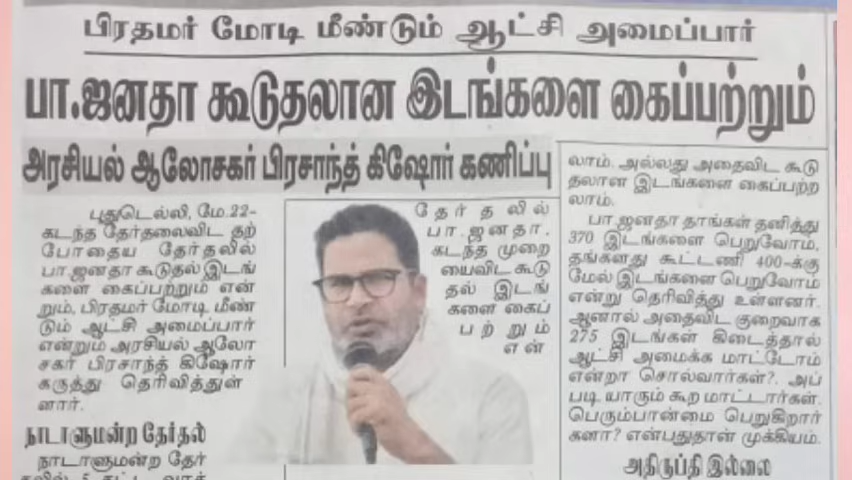 பிரதமர் மோடி மீண்டும் ஆட்சி அமைப்பார்
பா.ஜனதா கூடுதலான இடங்களை கைப்பற்றும்
அரசியல் ஆலோசகர் பிரசாந்த் கிஷோர் கணிப்பு
புதுடெல்லி, மே.22-
கடந்த தேர்தலைவிட தற்
போதைய தேர்தலில்
பா.ஜனதா கூடுதல் இடங்
களை கைப்பற்றும் என்
றும், பிரதமர் மோடி மீண்
டும் ஆட்சி அமைப்பார்
என்றும் அரசியல் ஆலோ
சகர் பிரசாந்த் கிஷோர்
கருத்து தெரிவித்துள்
ளார்.
நாடாளுமன்ற தேர்தல்
நாடாளுமன்ற தேர்
தேர்தலில்
பா.ஜனதா.
கடந்த முறை
யைவிட கூடு
தல் இடங்
களை கைப்
பற்றும்
என்
லாம். அல்லது அதைவிட கூடு
தலான இடங்களை கைப்பற்ற
லாம்.
பா.ஜனதா தாங்கள் தனித்து
370 இடங்களை பெறுவோம்,
தங்களது கூட்டணி 400-க்கு
மேல் இடங்களை பெறுவோம்
என்று தெரிவித்து உள்ளனர்.
ஆனால் அதைவிட குறைவாக
275 இடங்கள் கிடைத்தால்
ஆட்சி அமைக்க மாட்டோம்
என்றா சொல்வார்கள்?. அப்
படி யாரும் கூற மாட்டார்கள்.
பெரும்பான்மை பெறுகிறார்
களா? என்பதுதான் முக்கியம்.
அதிருப்தி இல்லை